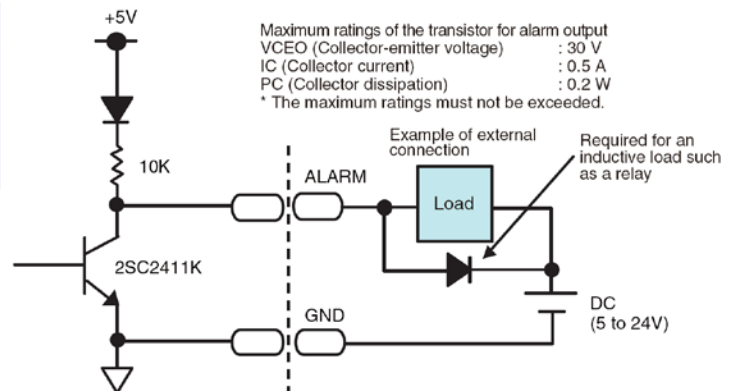 +5V
Maximum ratings of the transistor for alarm output
VCEO (Collector-emitter voltage) : 30 V
IC (Collector current) : 0.5 A
PC (Collector dissipation) : 0.2 W
* The maximum ratings must not be exceeded.
Example of external
connection
Required for an
inductive load such
as a relay
10K
ALARM
Load
2SC2411K
GND
DC
(5 to 24V)